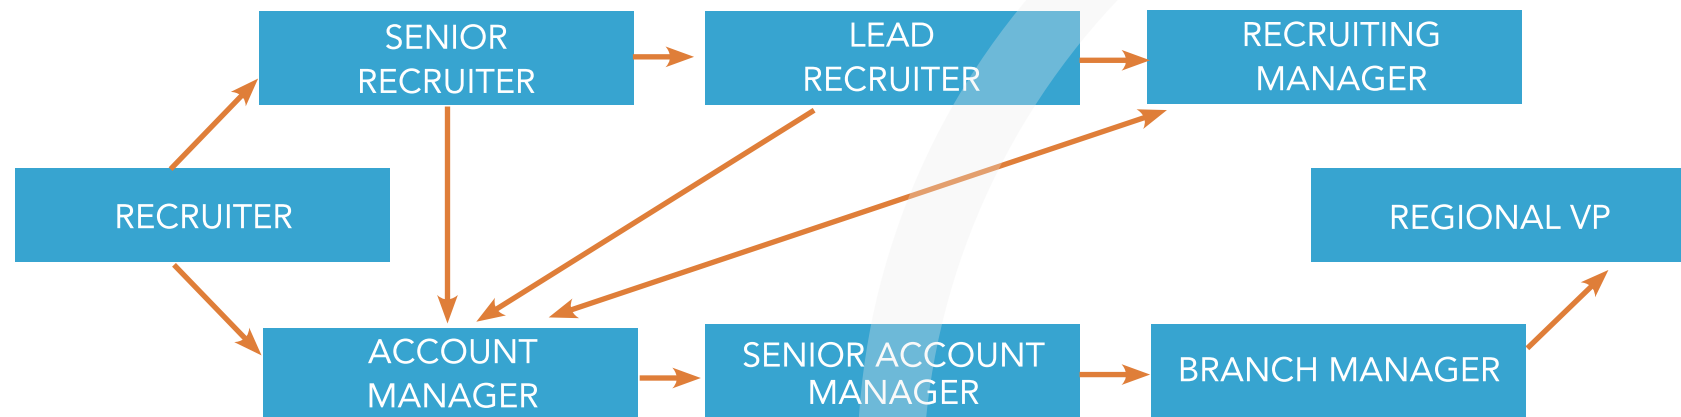 SENIOR
RECRUITER
LEAD
RECRUITER
RECRUITING
MANAGER
RECRUITER
REGIONAL VP
ACCOUNT
MANAGER
SENIOR ACCOUNT
MANAGER
BRANCH MANAGER